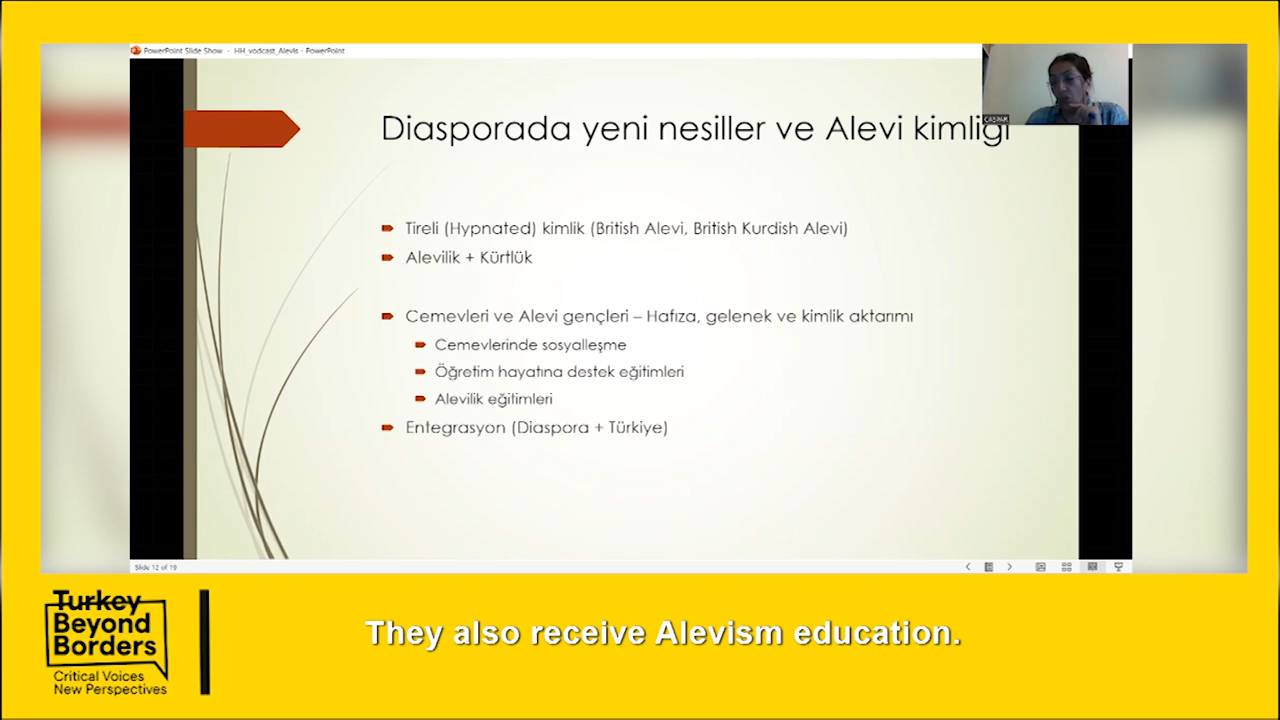 PowerPoint Slide Show - HH_vodcast_Alevis - PowerPoint
CASPAR
Diasporada yeni nesiller ve Alevi kimliği
Tireli (Hypnated) kimlik (British Alevi, British Kurdish Alevi)
Alevilik + Kürtlük
Cemevleri ve Alevi gençleri – Hafıza, gelenek ve kimlik aktarımı
Cemevlerinde sosyalleşme
Öğretim hayatına destek eğitimleri
Alevilik eğitimleri
Entegrasyon (Diaspora + Türkiye)
Slide 12 of 19
Turkey
Beyond
Borders
Critical Voices
New Perspectives
They also receive Alevism education.